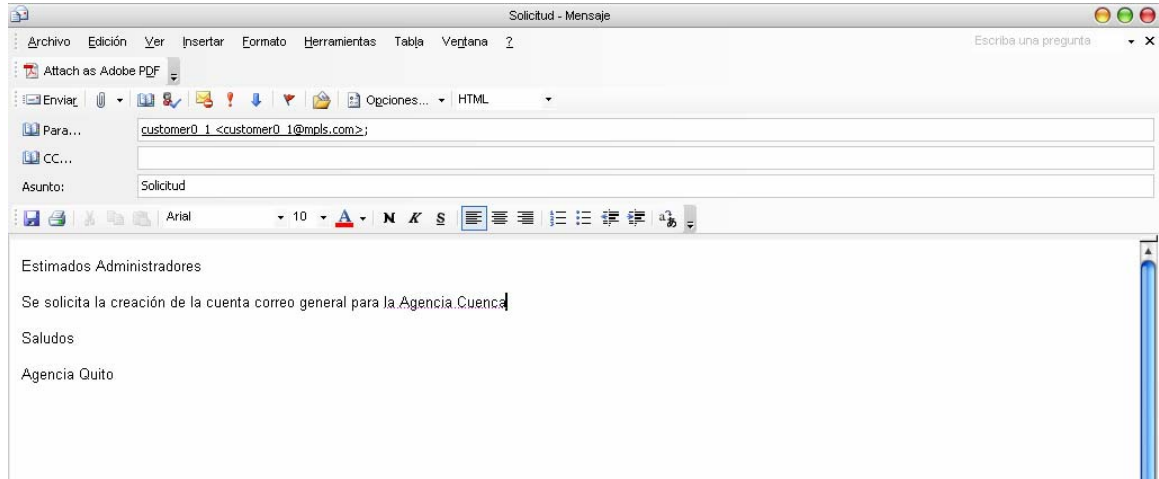 Solicitud - Mensaje
Archivo Edición Ver Insertar Formato Herramientas Tabla Ventana ? Escriba una pregunta
Attach as Adobe PDF
Enviar Opciones... HTML
Para... customer0_1 <customer0_1@mpls.com>;
CC...
Asunto: Solicitud
Arial 10 A N K S
Estimados Administradores
Se solicita la creación de la cuenta correo general para la Agencia Cuenca
Saludos
Agencia Quito